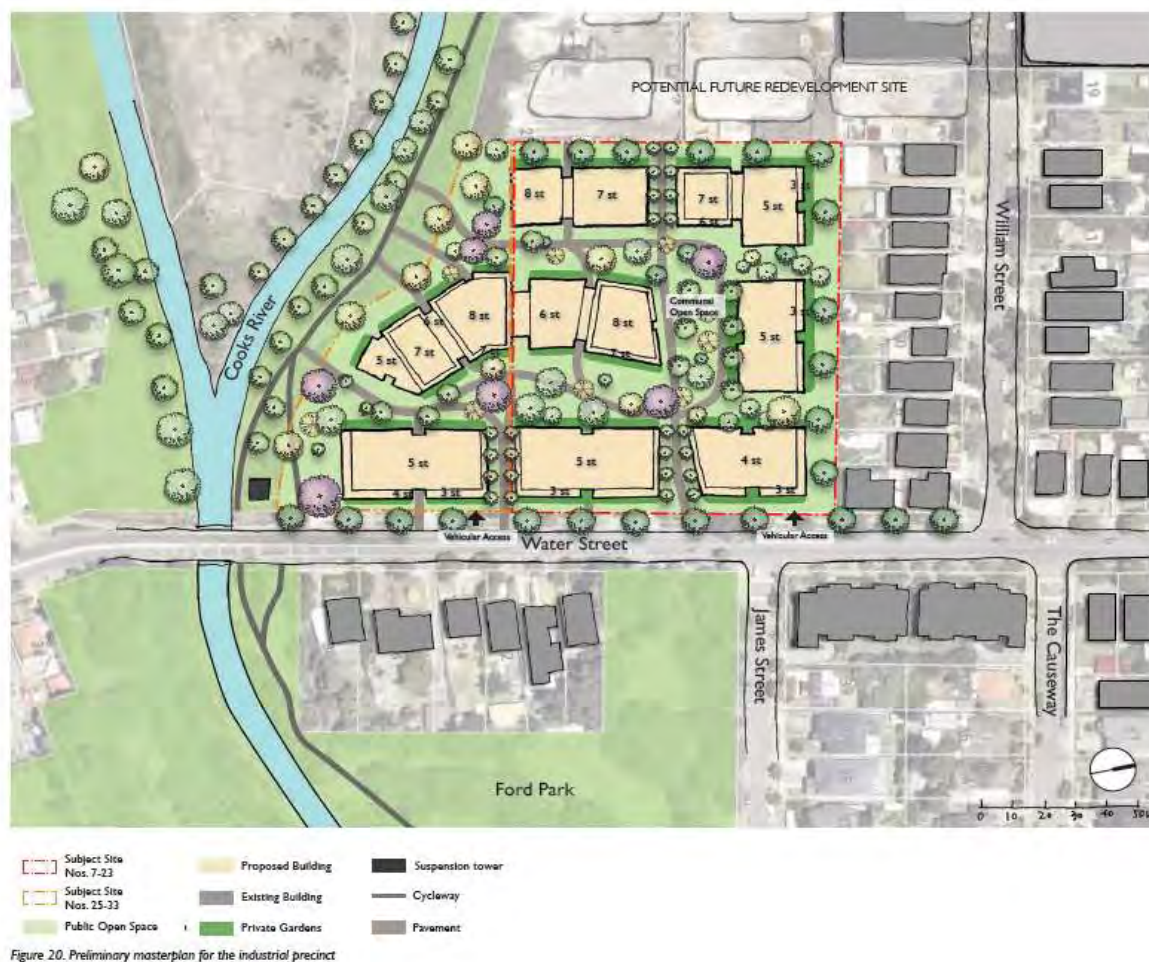 POTENTIAL FUTURE REDEVELOPMENT SITE
19
8 st
7 st
7 st
6 st
3 st
5 st
William Street
Cooks River
Communal
Open Space
8 st
6 st
7 st
5 st
6 st
8 st
3 st
5 st
5 st
4 st
3 st
5 st
3 st
4 st
3 st
Vehicular Access
Water Street
Vehicular Access
James Street
The Causeway
Ford Park
0 10 20 30 40
Subject Site
Nos. 7-23
Subject Site
Nos. 25-33
Public Open Space
Proposed Building
Existing Building
Private Gardens
Suspension tower
Cycleway
Pavement
Figure 20. Preliminary masterplan for the industrial precinct